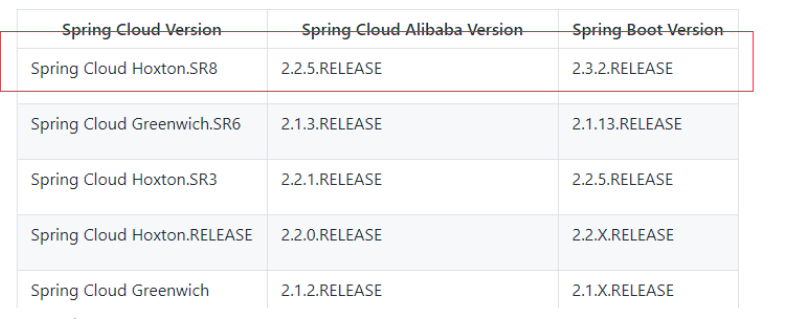 Spring Cloud Version Spring Cloud Alibaba Version Spring Boot Version
Spring Cloud Hoxton.SR8 2.2.5.RELEASE 2.3.2.RELEASE
Spring Cloud Greenwich.SR6 2.1.3.RELEASE 2.1.13.RELEASE
Spring Cloud Hoxton.SR3 2.2.1.RELEASE 2.2.5.RELEASE
Spring Cloud Hoxton.RELEASE 2.2.0.RELEASE 2.2.X.RELEASE
Spring Cloud Greenwich 2.1.2.RELEASE 2.1.X.RELEASE